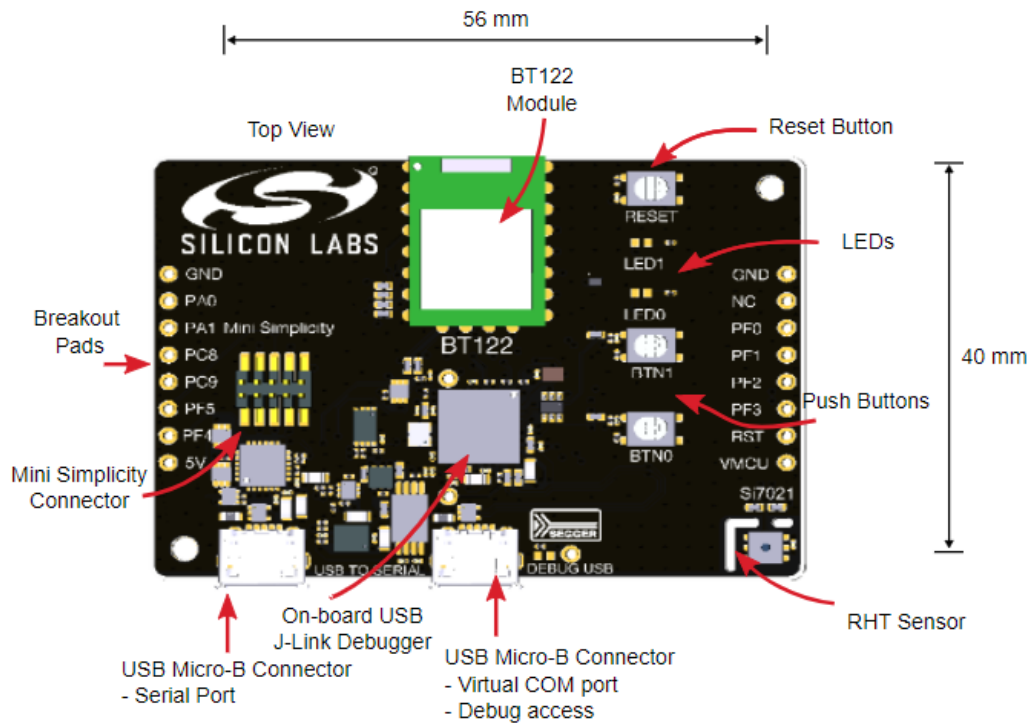 56 mm
BT122
Module
Top View
Reset Button
SILICON LABS
RESET
LEDs
LED1
GND
GND
PA0
NC
LED0
Breakout
Pads
PA1 Mini Simplicity
PF0
BT122
PC8
PF1
40 mm
BTN1
PC9
PF2
PF5
PF3
Push Buttons
PF4
RST
BTN0
5V
VMCU
Mini Simplicity
Connector
Si7021
SEGGER
USB TO SERIAL
DEBUG USB
On-board USB
J-Link Debugger
RHT Sensor
USB Micro-B Connector
- Serial Port
USB Micro-B Connector
- Virtual COM port
- Debug access